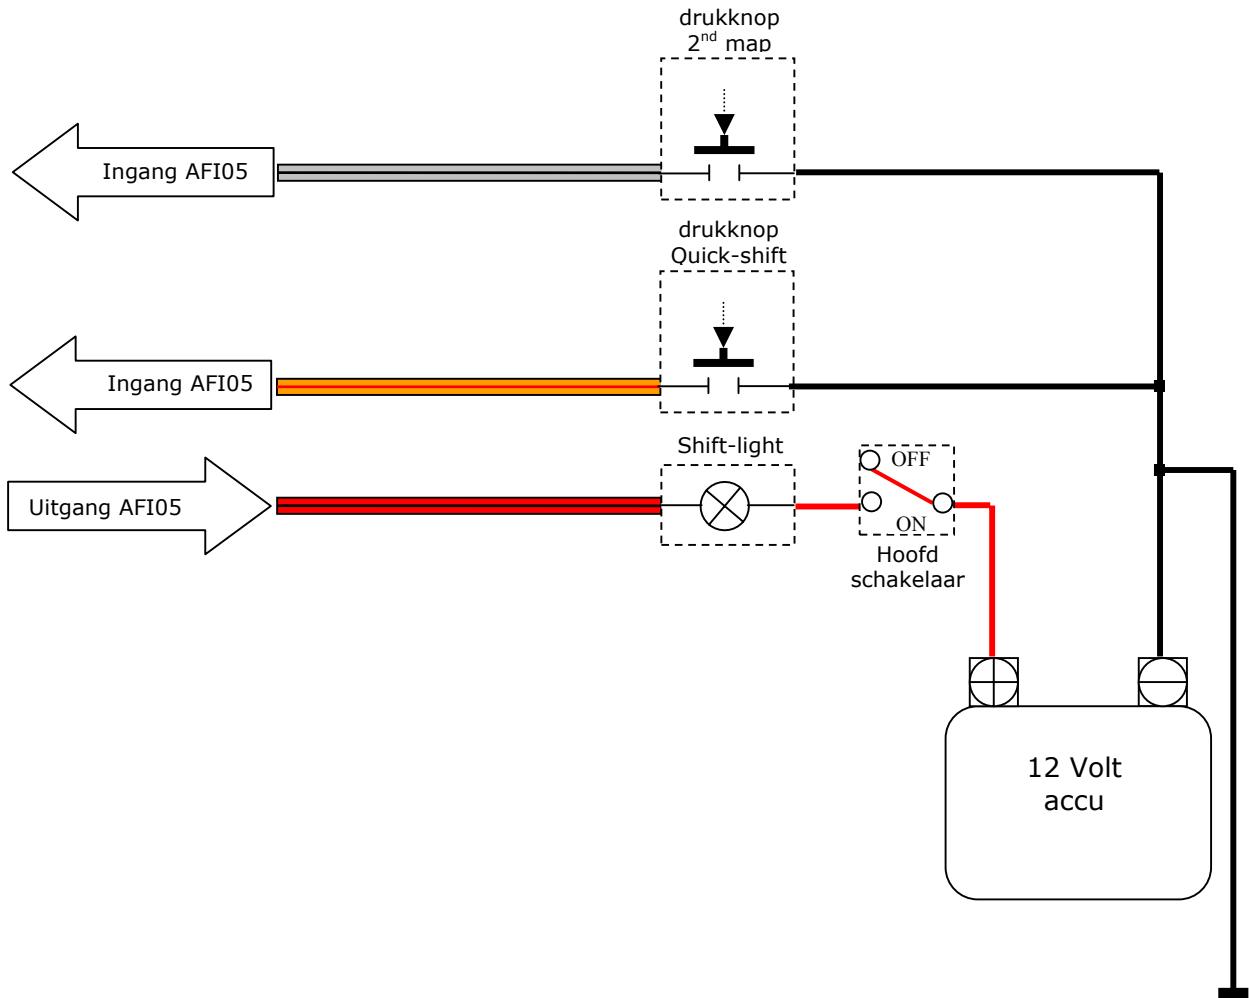 drukknop
2nd map
Ingang AFI05
drukknop
Quick-shift
Ingang AFI05
Shift-light
OFF
Uitgang AFI05
ON
Hoofd
schakelaar
12 Volt
accu